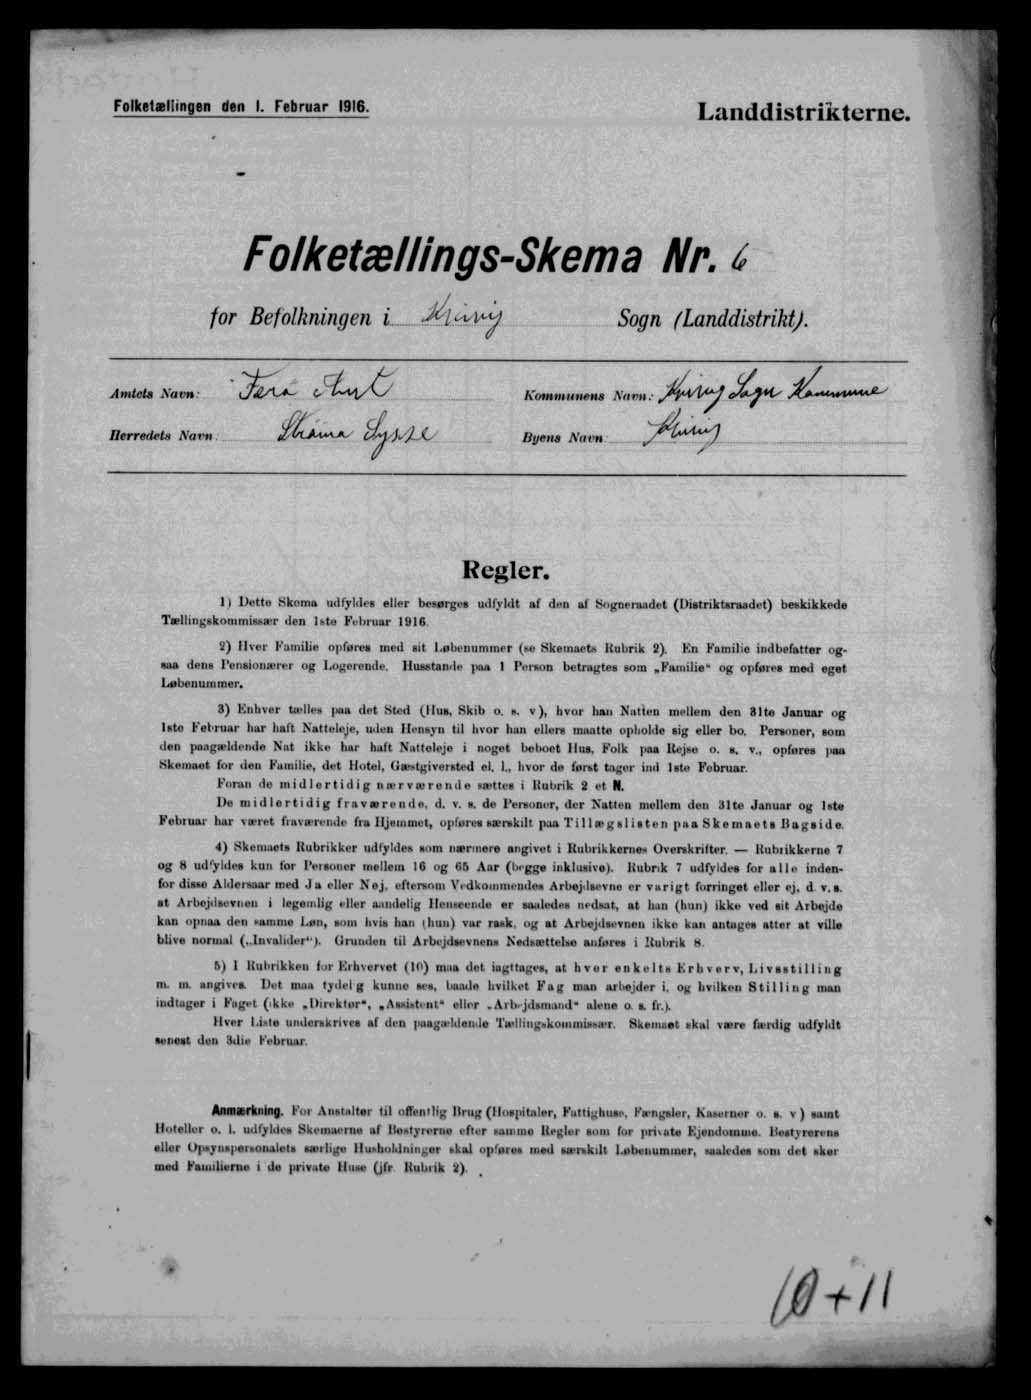 Folketællingen den 1. Februar 1916.
Landdistrikterne.
Folketællings-Skema Nr. 6
for Befolkningen i Kvivig Sogn (Landdistrikt).
Amtets Navn: Færø Amt Kommunens Navn: Kvivig Sogn Kommune
Herredets Navn: Strømø Syssel Byens Navn: Kvivig
Regler.
1) Dette Skema udfyldes eller besørges udfyldt af den af Sogneraadet (Distriktsraadet) beskikkede
Tællingskommissær den 1ste Februar 1916.
2) Hver Familie opføres med sit Løbenummer (se Skemaets Rubrik 2). En Familie indbefatter og-
saa dens Pensionærer og Logerende. Husstande paa 1 Person betragtes som „Familie“ og opføres med eget
Løbenummer.
3) Enhver tælles paa det Sted (Hus, Skib o. s. v), hvor han Natten mellem den 31te Januar og
1ste Februar har haft Natteleje, uden Hensyn til hvor han ellers maatte opholde sig eller bo. Personer, som
den paagældende Nat ikke har haft Natteleje i noget beboet Hus, Folk paa Rejse o. s. v., opføres paa
Skemaet for den Familie, det Hotel, Gæstgiversted el. l., hvor de først tager ind 1ste Februar.
Foran de midlertidig nærværende sættes i Rubrik 2 et N.
De midlertidig fraværende, d. v. s. de Personer, der Natten mellem den 31te Januar og 1ste
Februar har været fraværende fra Hjemmet, opføres særskilt paa Tillægslisten paa Skemaets Bagside.
4) Skemaets Rubrikker udfyldes som nærmere angivet i Rubrikkernes Overskrifter. — Rubrikkerne 7
og 8 udfyldes kun for Personer mellem 16 og 65 Aar (begge inklusive). Rubrik 7 udfyldes for alle inden-
for disse Aldersaar med Ja eller Nej, eftersom Vedkommendes Arbejdsevne er varigt forringet eller ej, d. v. s.
at Arbejdsevnen i legemlig eller aandelig Henseende er saaledes nedsat, at han (hun) ikke ved sit Arbejde
kan opnaa den samme Løn, som hvis han (hun) var rask, og at Arbejdsevnen ikke kan antages atter at ville
blive normal („Invalider“). Grunden til Arbejdsevnens Nedsættelse anføres i Rubrik 8.
5) I Rubrikken for Erhvervet (10) maa det iagttages, at hver enkelts Erhverv, Livsstilling
m. m. angives. Det maa tydelig kunne ses, baade hvilket Fag man arbejder i, og hvilken Stilling man
indtager i Faget (ikke „Direktør“, „Assistent“ eller „Arbejdsmand“ alene o. s. fr.).
Hver Liste underskrives af den paagældende Tællingskommissær. Skemaet skal være færdig udfyldt
senest den 3die Februar.
Anmærkning. For Anstalter til offentlig Brug (Hospitaler, Fattighuse, Fængsler, Kaserner o. s. v) samt
Hoteller o. l. udfyldes Skemaerne af Bestyrerne efter samme Regler som for private Ejendomme. Bestyrerens
eller Opsynspersonalets særlige Husholdninger skal opføres med særskilt Løbenummer, saaledes som det sker
med Familierne i de private Huse (jfr. Rubrik 2).
10+11